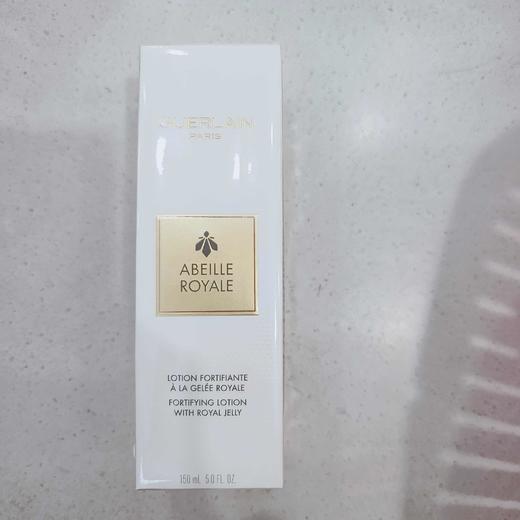 GUERLAIN
PARIS
ABEILLE
ROYALE
LOTION FORTIFIANTE
À LA GELÉE ROYALE
FORTIFYING LOTION
WITH ROYAL JELLY
150 mL 5.0 FL. OZ.